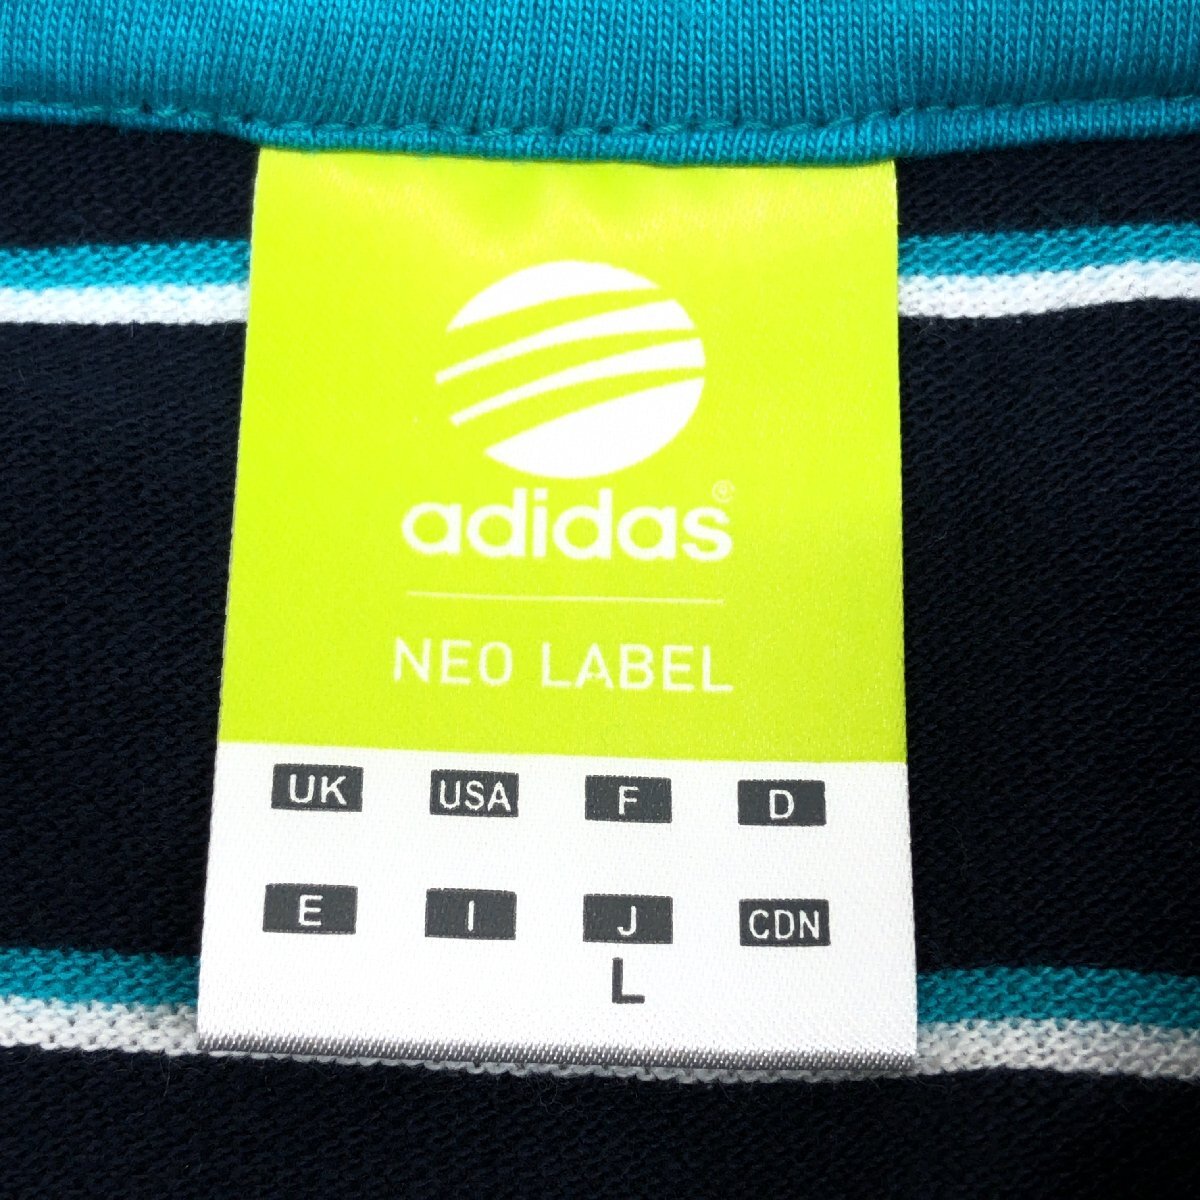 adidas®
NEO LABEL
UK USA F D
E I J CDN
L